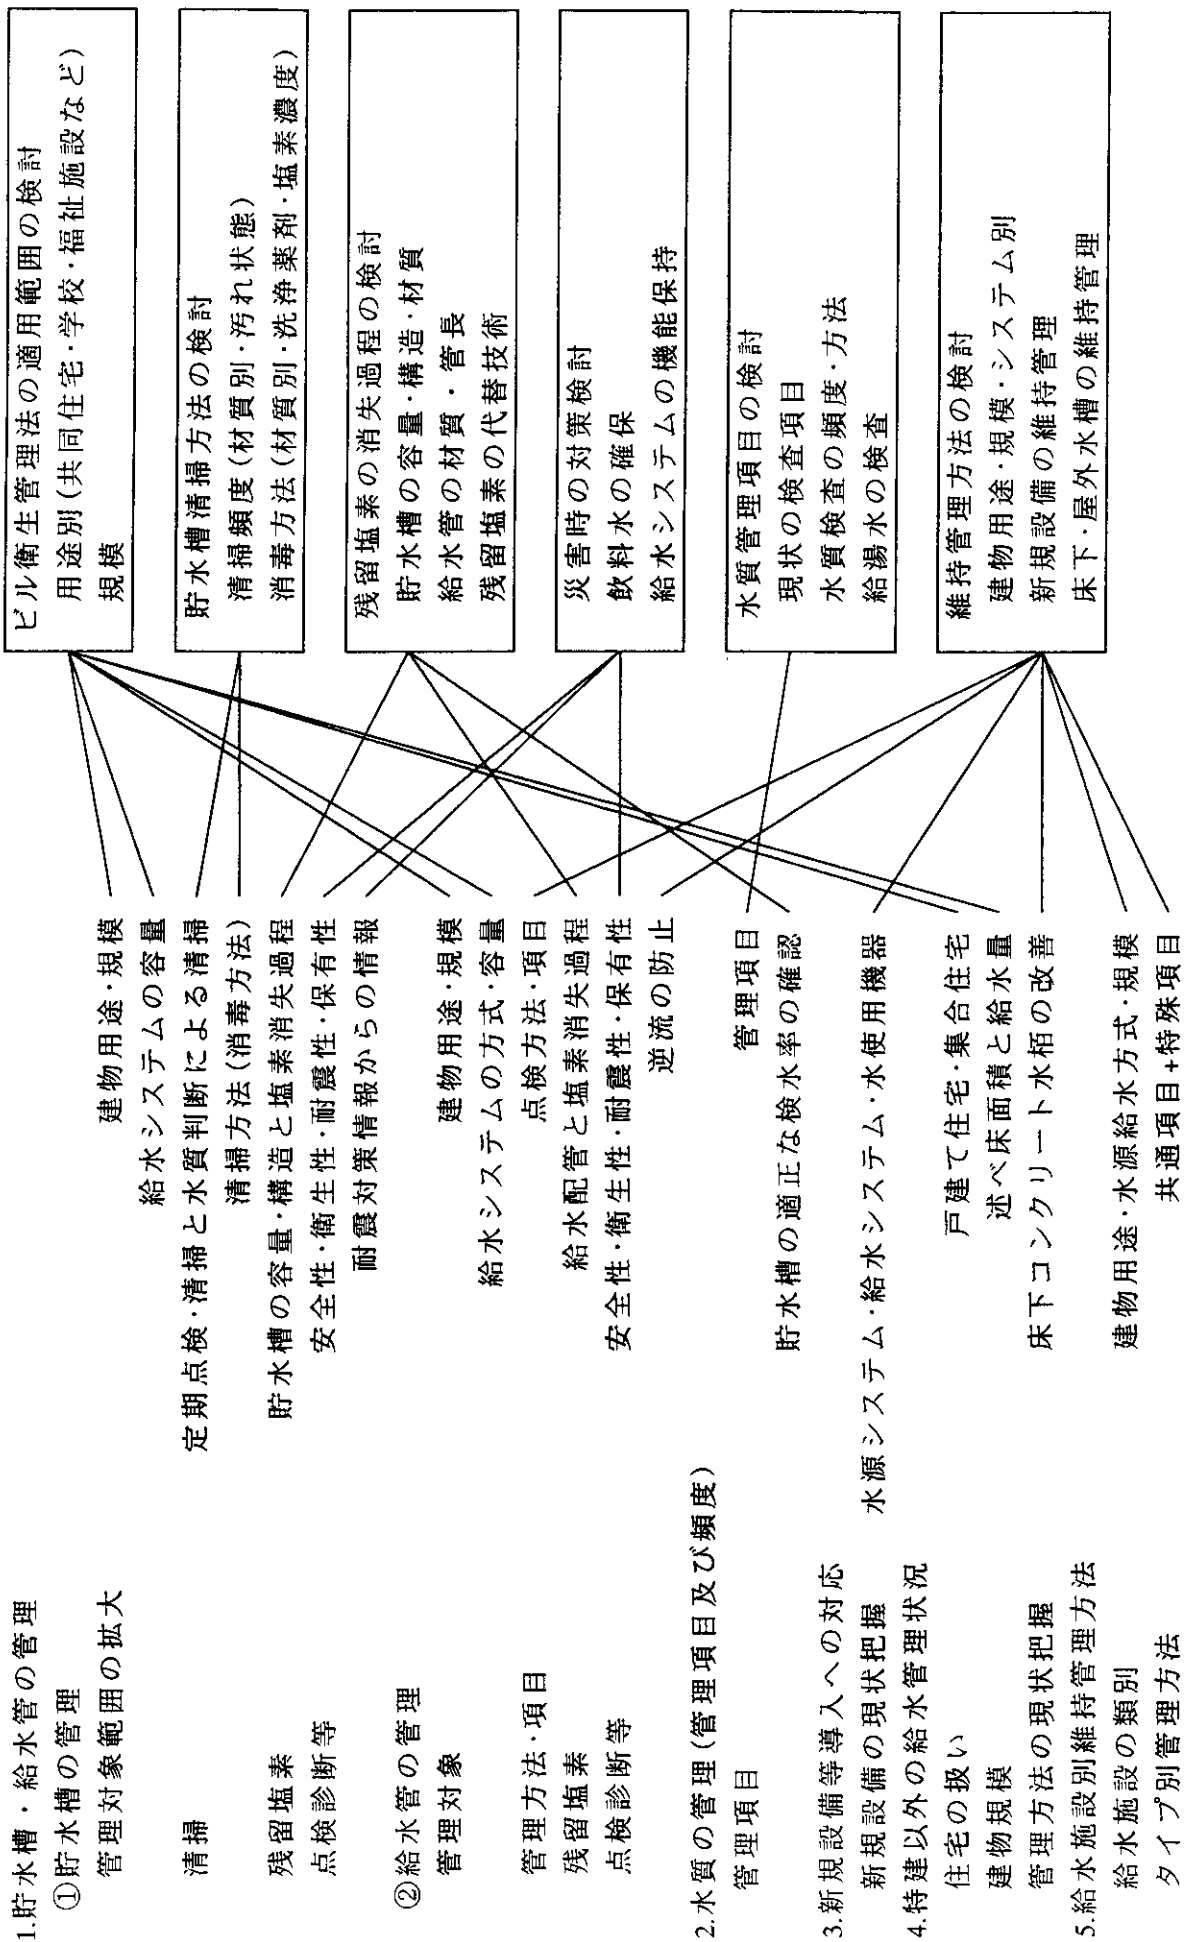 1.貯水槽・給水管の管理
①貯水槽の管理
管理対象範囲の拡大
建物用途・規模
給水システムの容量
清掃
定期点検・清掃と水質判断による清掃
清掃方法(消毒方法)
残留塩素
貯水槽の容量・構造と塩素消失過程
点検診断等
安全性・衛生性・耐震性・保有性
耐震対策情報からの情報
②給水管の管理
管理対象
建物用途・規模
給水システムの方式・容量
管理方法・項目
点検方法・項目
残留塩素
給水配管と塩素消失過程
点検診断等
安全性・衛生性・耐震性・保有性
逆流の防止
2.水質の管理(管理項目及び頻度)
管理項目
管理項目
貯水槽の適正な検水率の確認
3.新規設備等導入への対応
新規設備の現状把握
水源システム・給水システム・水使用機器
4.特建以外の給水管理状況
住宅の扱い
戸建て住宅・集合住宅
建物規模
述べ床面積と給水量
管理方法の現状把握
床下コンクリート水栢の改善
5.給水施設別維持管理方法
給水施設の類別
建物用途・水源給水方式・規模
タイプ別管理方法
共通項目+特殊項目
ビル衛生管理法の適用範囲の検討
用途別(共同住宅・学校・福祉施設など)
規模
貯水槽清掃方法の検討
清掃頻度(材質別・汚れ状態)
消毒方法(材質別・洗浄薬剤・塩素濃度)
残留塩素の消失過程の検討
貯水槽の容量・構造・材質
給水管の材質・管長
残留塩素の代替技術
災害時の対策検討
飲料水の確保
給水システムの機能保持
水質管理項目の検討
現状の検査項目
水質検査の頻度・方法
給湯水の検査
維持管理方法の検討
建物用途・規模・システム別
新規設備の維持管理
床下・屋外水槽の維持管理